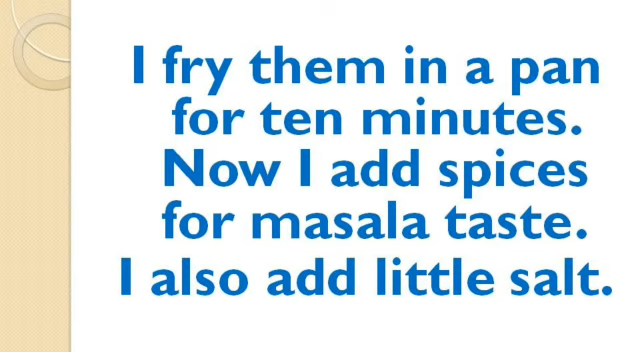 I fry them in a pan
for ten minutes.
Now I add spices
for masala taste.
I also add little salt.